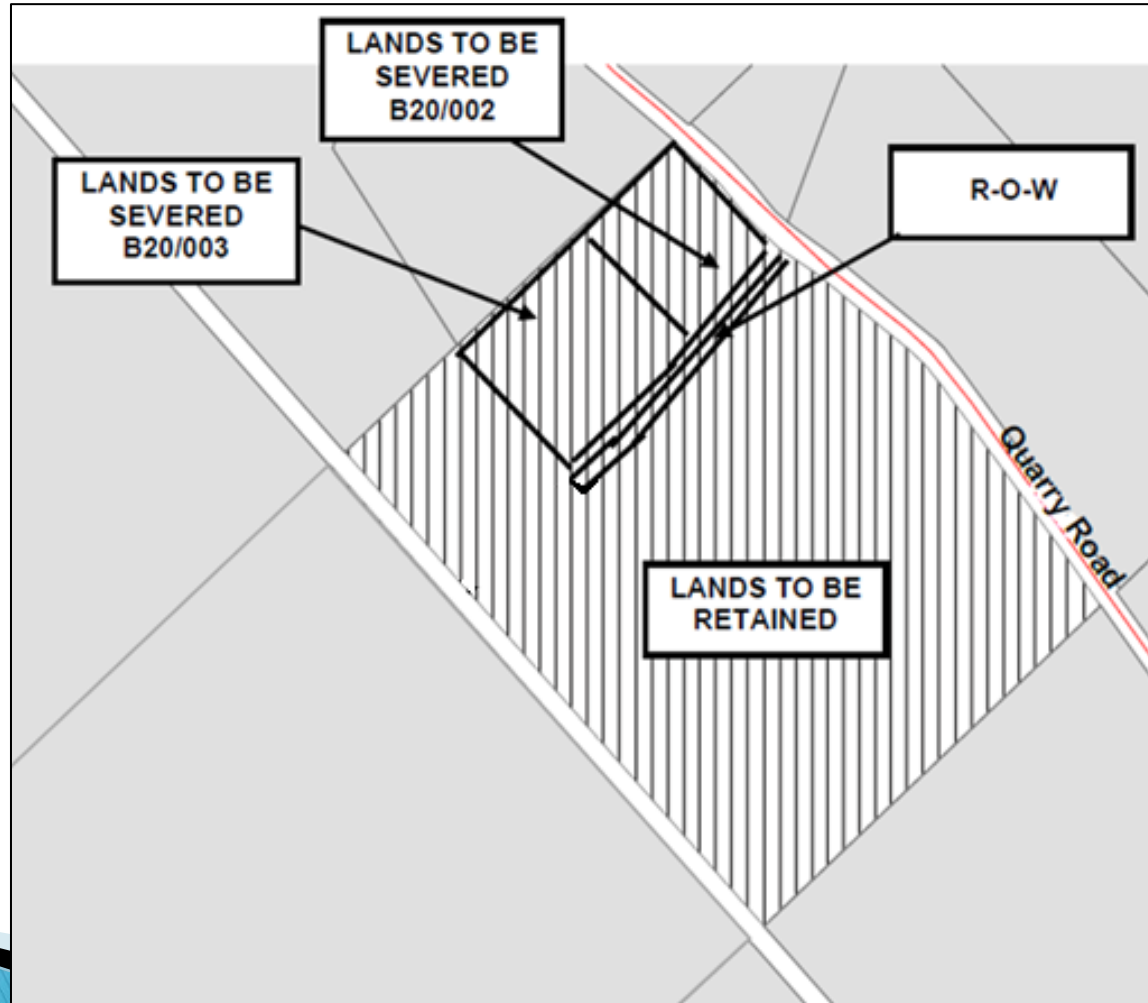 LANDS TO BE
SEVERED
B20/002
LANDS TO BE
SEVERED
B20/003
R-O-W
Quarry Road
LANDS TO BE
RETAINED